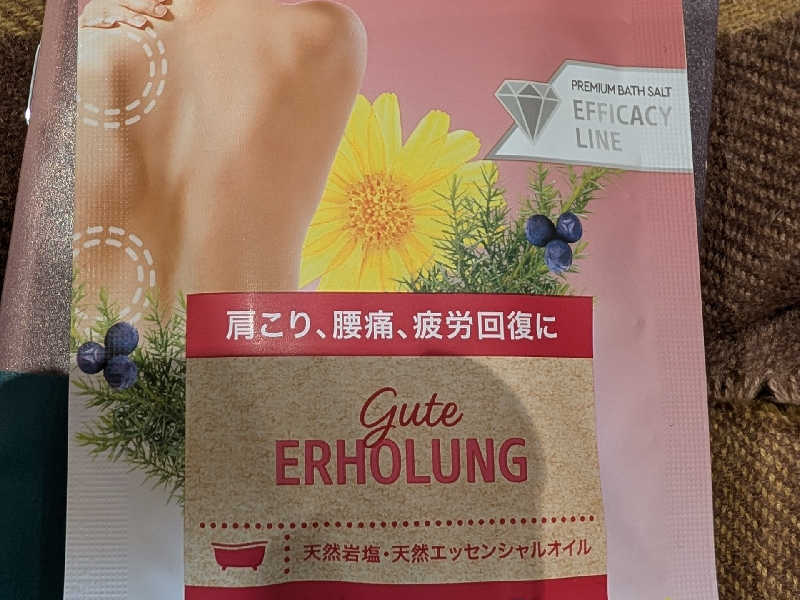 PREMIUM BATH SALT
EFFICACY
LINE
肩こり、腰痛、疲労回復に
Gute
ERHOLUNG
天然岩塩・天然エッセンシャルオイル